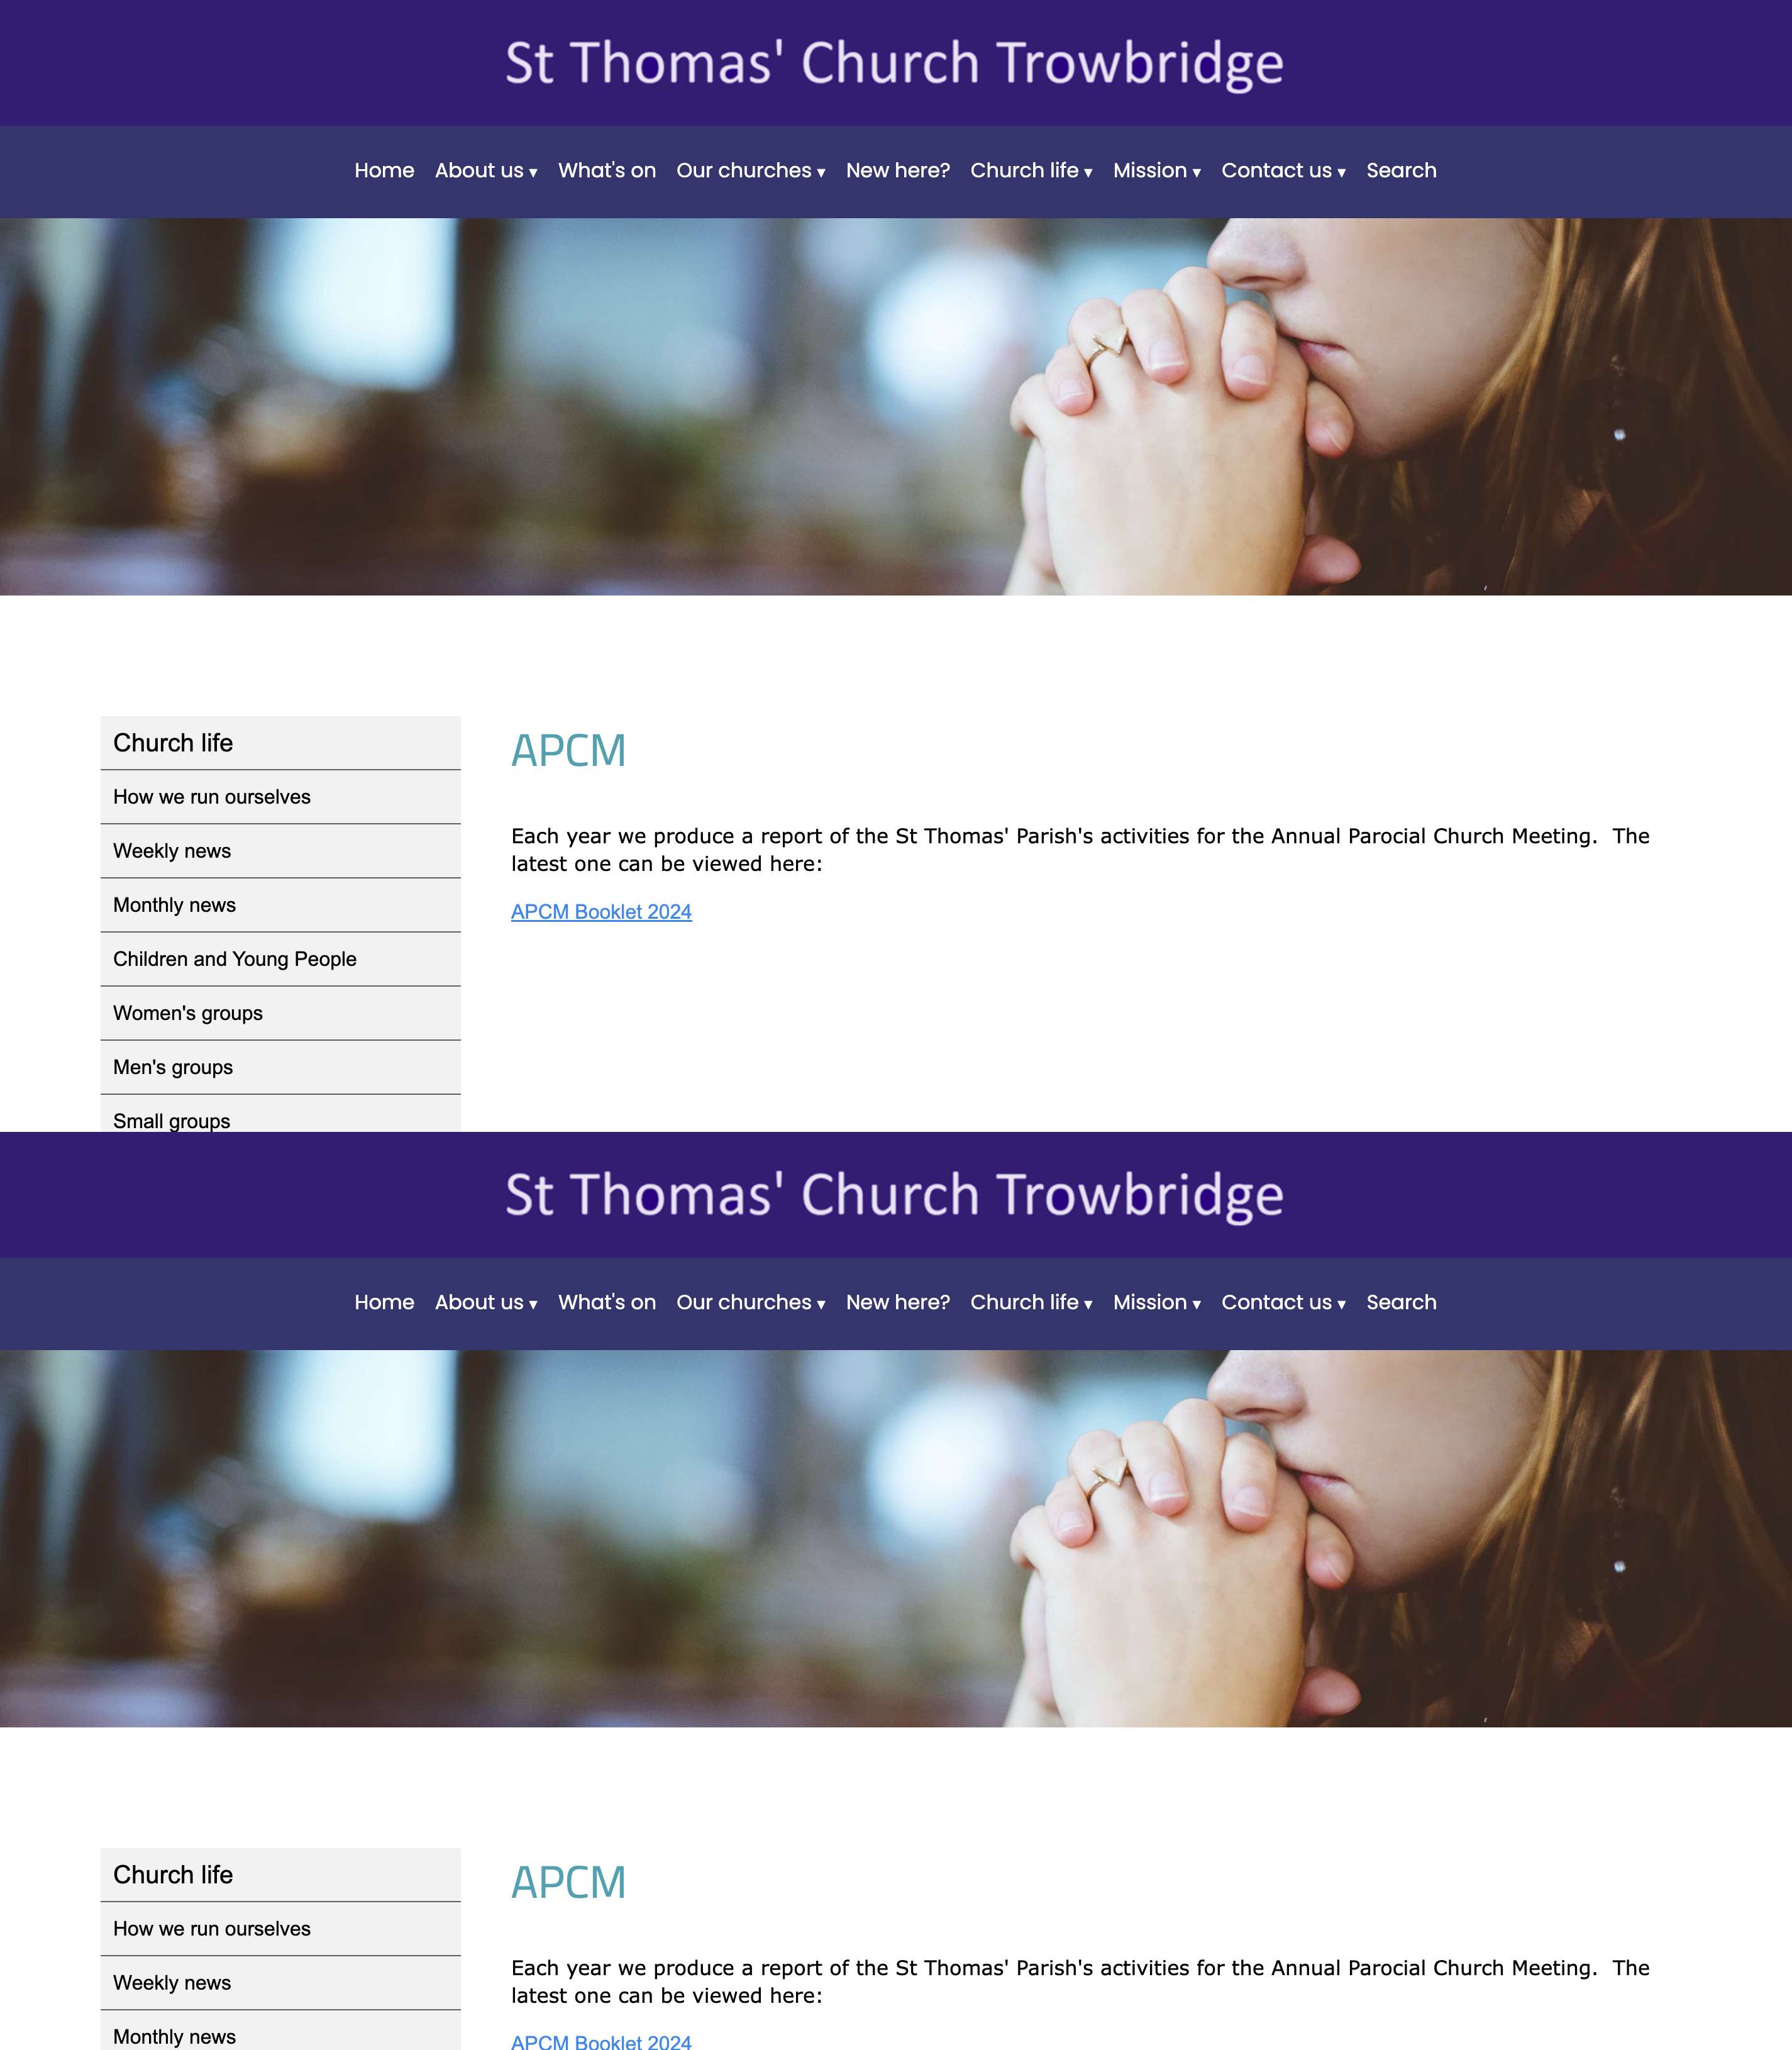 St Thomas' Church Trowbridge
Home About us ▾ What's on Our churches ▾ New here? Church life ▾ Mission ▾ Contact us ▾ Search
Church life
How we run ourselves
Weekly news
Monthly news
Children and Young People
Women's groups
Men's groups
Small groups
APCM
Each year we produce a report of the St Thomas' Parish's activities for the Annual Parocial Church Meeting. The
latest one can be viewed here:
APCM Booklet 2024
St Thomas' Church Trowbridge
Home About us ▾ What's on Our churches ▾ New here? Church life ▾ Mission ▾ Contact us ▾ Search
Church life
How we run ourselves
Weekly news
Monthly news
APCM
Each year we produce a report of the St Thomas' Parish's activities for the Annual Parocial Church Meeting. The
latest one can be viewed here:
APCM Booklet 2024